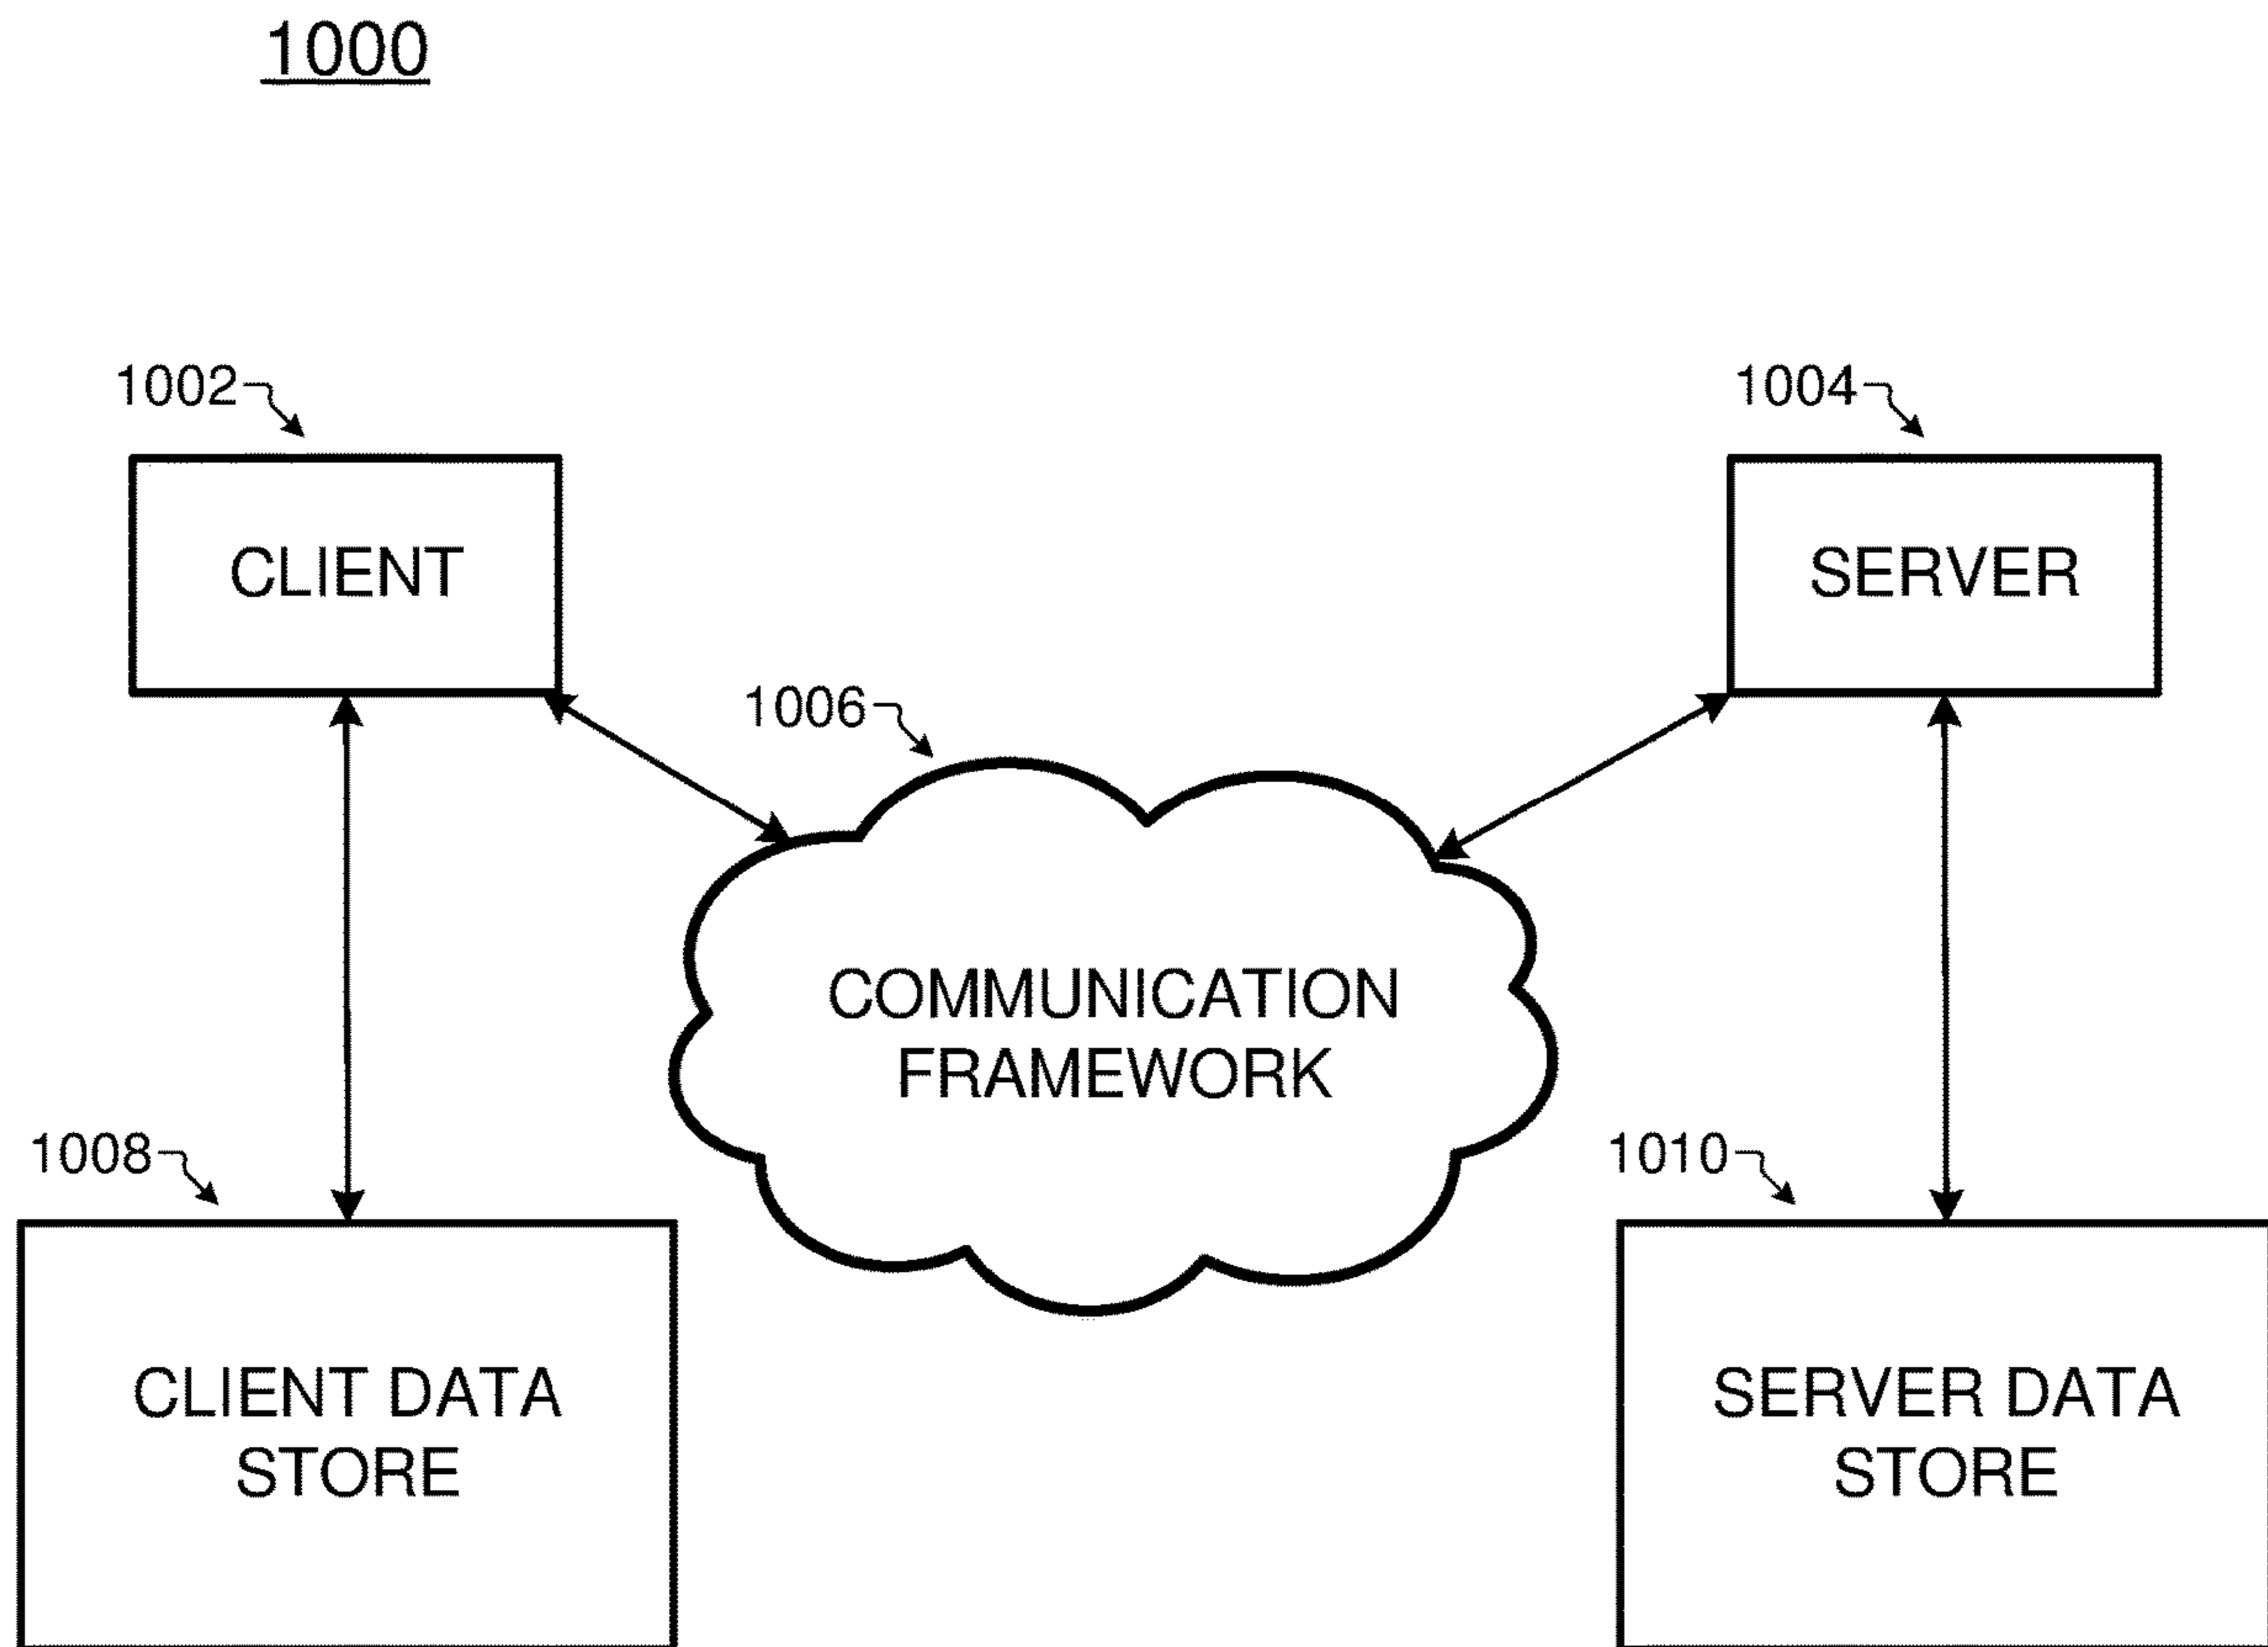 1000
1002
1004
CLIENT
SERVER
1006
COMMUNICATION
FRAMEWORK
1008
1010
CLIENT DATA
STORE
SERVER DATA
STORE